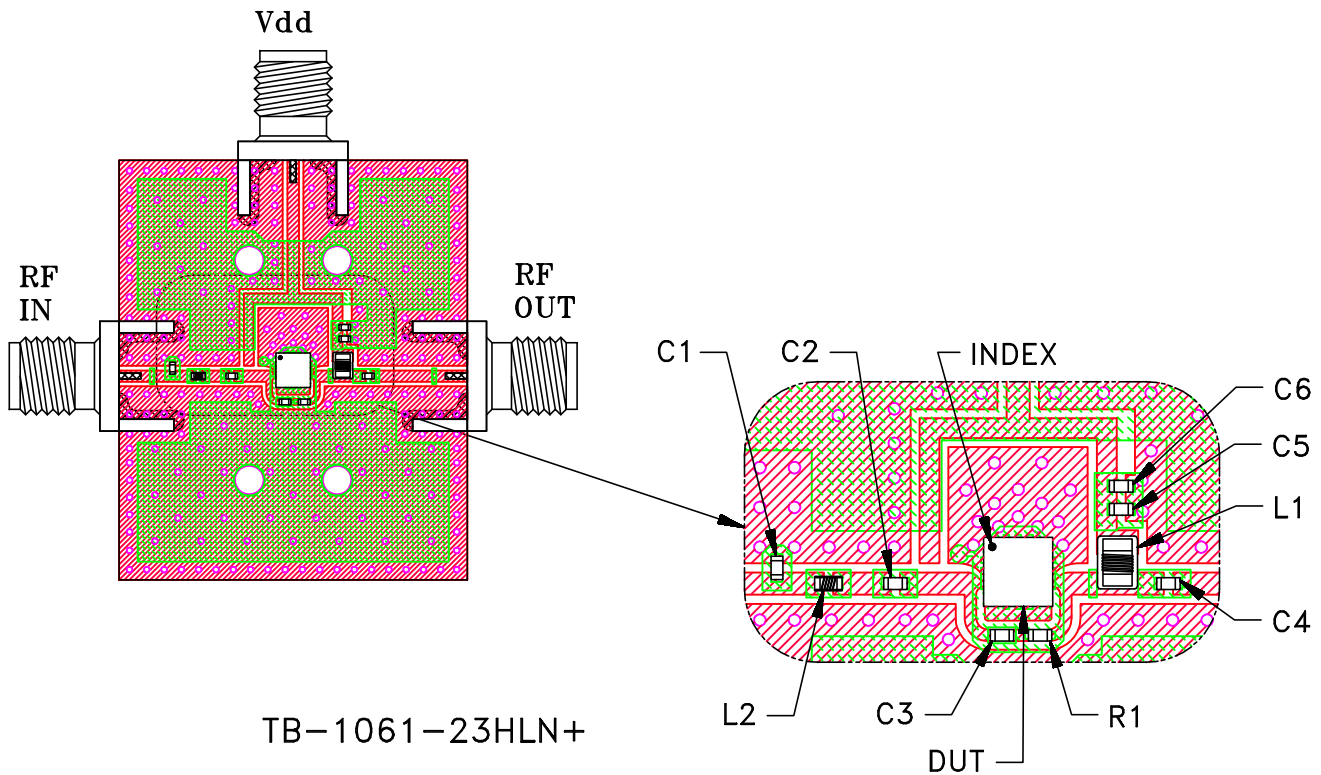 Vdd
RF
IN
RF
OUT
C1
C2
INDEX
C6
C5
L1
C4
L2
C3
R1
DUT
TB-1061-23HLN+